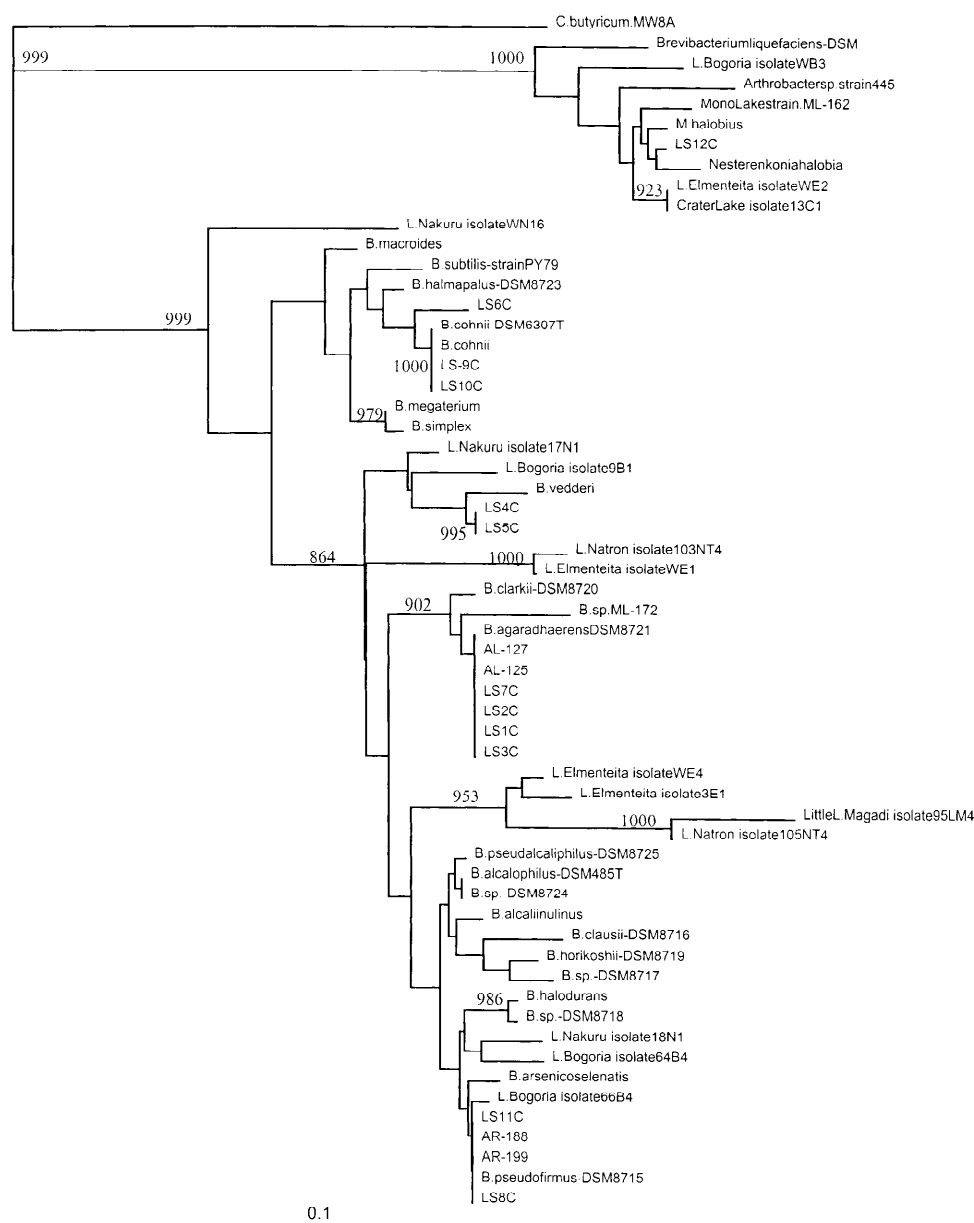 C.butyricum.MW8A
Brevibacteriumliquefaciens-DSM
999
1000
L.Bogoria isolateWB3
Arthrobactersp.strain445
MonoLakestrain.ML-162
M halobius
LS12C
Nesterenkoniahalobia
923
L.Elmenteita isolateWE2
CraterLake isolate13C1
L.Nakuru isolateWN16
B.macroides
B.subtilis-strainPY79
B.halmapalus-DSM8723
LS6C
999
B.cohnii DSM6307T
B.cohnii
1000
LS-9C
LS10C
B.megaterium
979
B.simplex
L.Nakuru isolate17N1
L.Bogoria isolate9B1
B.vedderi
LS4C
LS5C
995
L.Natron isolate103NT4
864
1000
L.Elmenteita isolateWE1
B.clarkii-DSM8720
902
B.sp.ML-172
B.agaradhaerensDSM8721
AL-127
AL-125
LS7C
LS2C
LS1C
LS3C
L.Elmenteita isolateWE4
953
L.Elmenteita isolate3E1
LittleL.Magadi isolate95LM4
1000
L.Natron isolate105NT4
B.pseudalcaliphilus-DSM8725
B.alcalophilus-DSM485T
B.sp. DSM8724
B.alcaliinulinus
B.clausii-DSM8716
B.horikoshii-DSM8719
B.sp.-DSM8717
986
B.halodurans
B.sp.-DSM8718
L.Nakuru isolate18N1
L.Bogoria isolate64B4
B.arsenicoselenatis
L.Bogoria isolate66B4
LS11C
AR-188
AR-199
B.pseudofirmus-DSM8715
LS8C
0.1